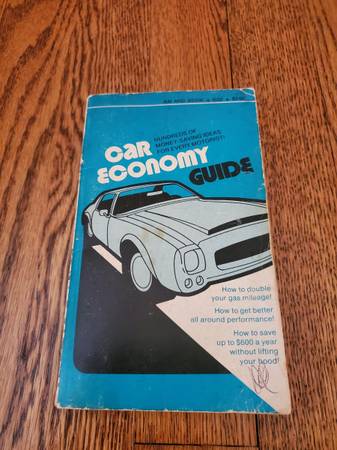 HUNDREDS OF
MONEY-SAVING IDEAS
FOR EVERY MOTORIST!
CAR
ECONOMY
GUIDE
How to double
your gas mileage!
How to get better
all around performance!
How to save
up to $600 a year
without lifting
your hood!